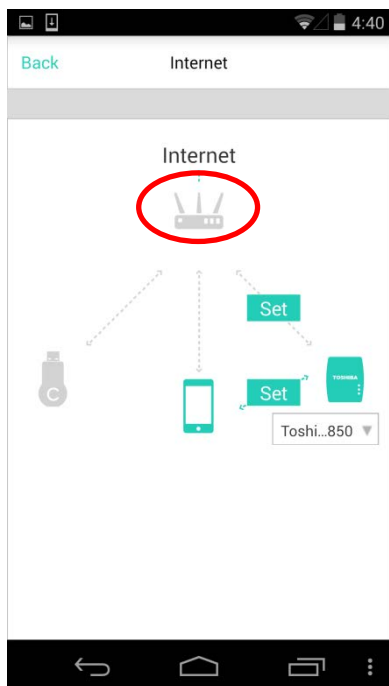 4:40
Back Internet
Internet
Set
C
TOSHIBA
Set
Toshi...850